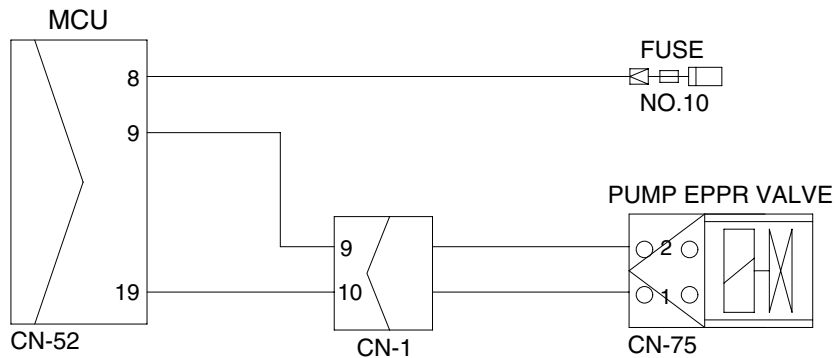 MCU
FUSE
8
NO.10
9
PUMP EPPR VALVE
9
2
19
10
1
CN-52
CN-1
CN-75